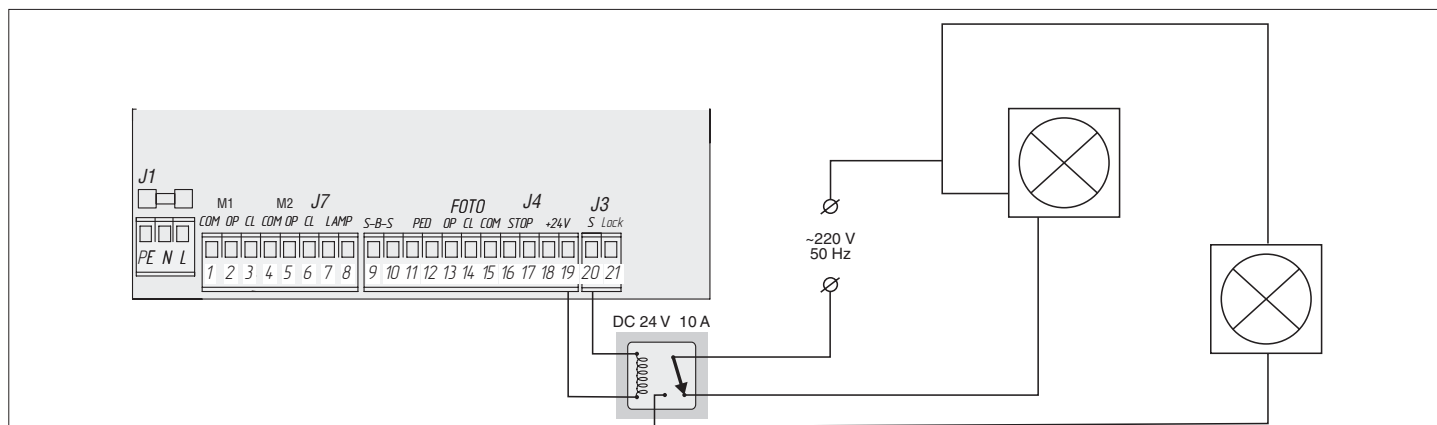 J1
M1 M2 J7 FOTO J4 J3
COM OP CL COM OP CL LAMP S-B-S PED OP CL COM STOP +24V S Lock
PE N L
1 2 3 4 5 6 7 8 9 10 11 12 13 14 15 16 17 18 19 20 21
~220 V
50 Hz
DC 24 V 10 A